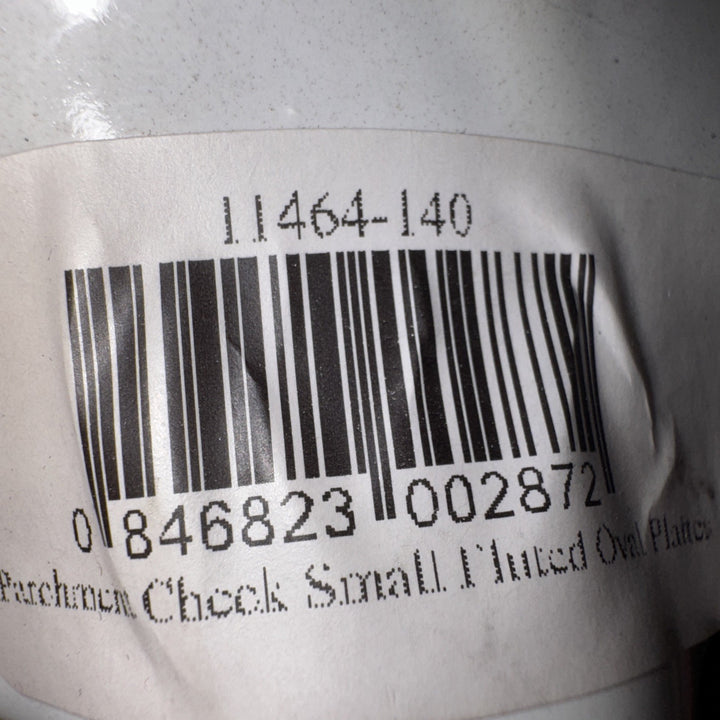 11464-140
0 846823 002872
Parchment Check Small Fluted Oval Platter